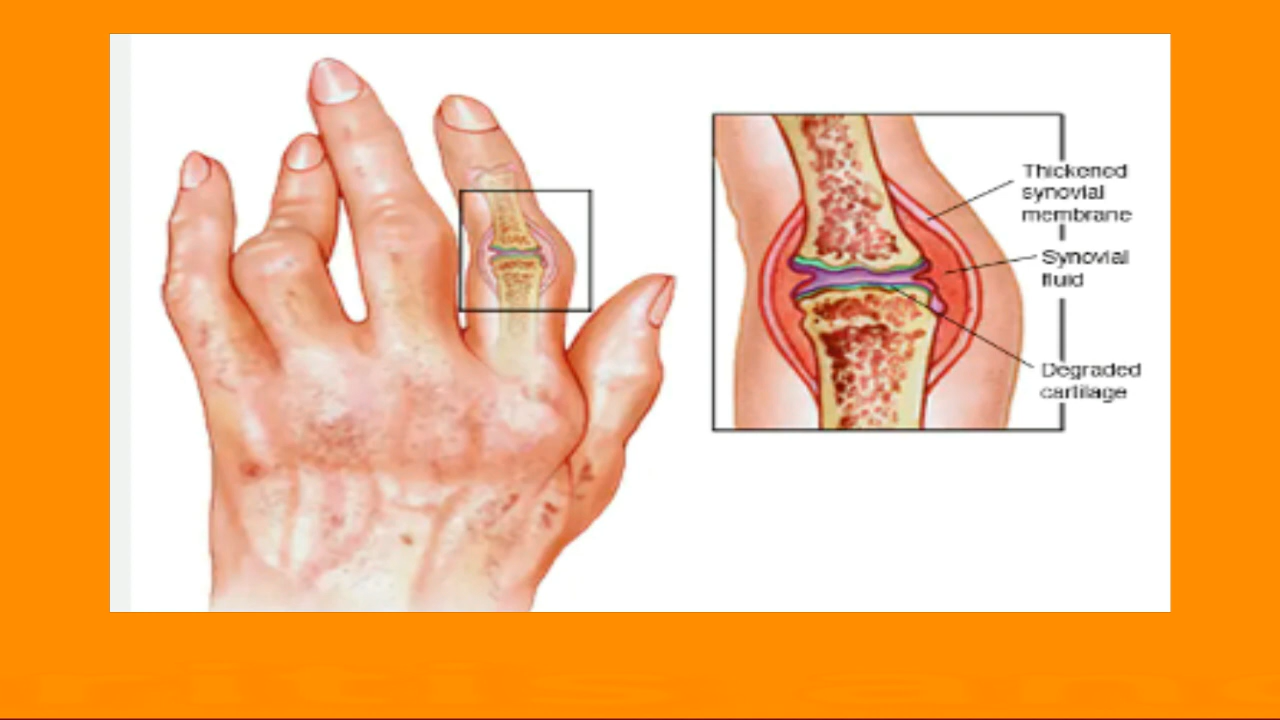 Thickened
synovial
membrane
Synovial
fluid
Degraded
cartilage